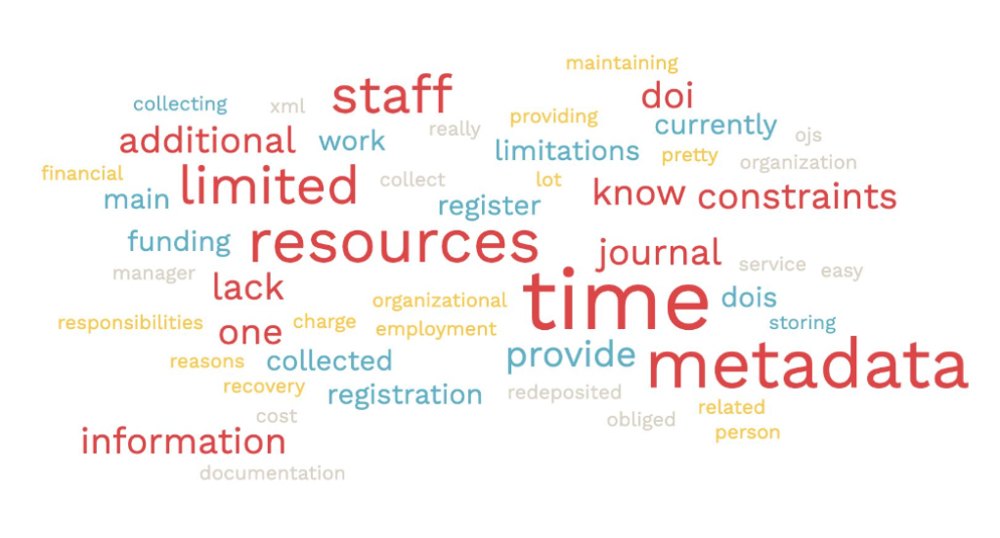 maintaining
staff
doi
collecting
xml
providing
currently
really
ojs
additional
work
limitations
pretty
organization
financial
limited
collect
lot
know
constraints
main
register
funding
resources
journal
service
easy
manager
lack
organizational
time
dois
responsibilities
charge
storing
one
employment
reasons
collected
provide
metadata
recovery
registration
redeposited
related
cost
obliged
person
information
documentation